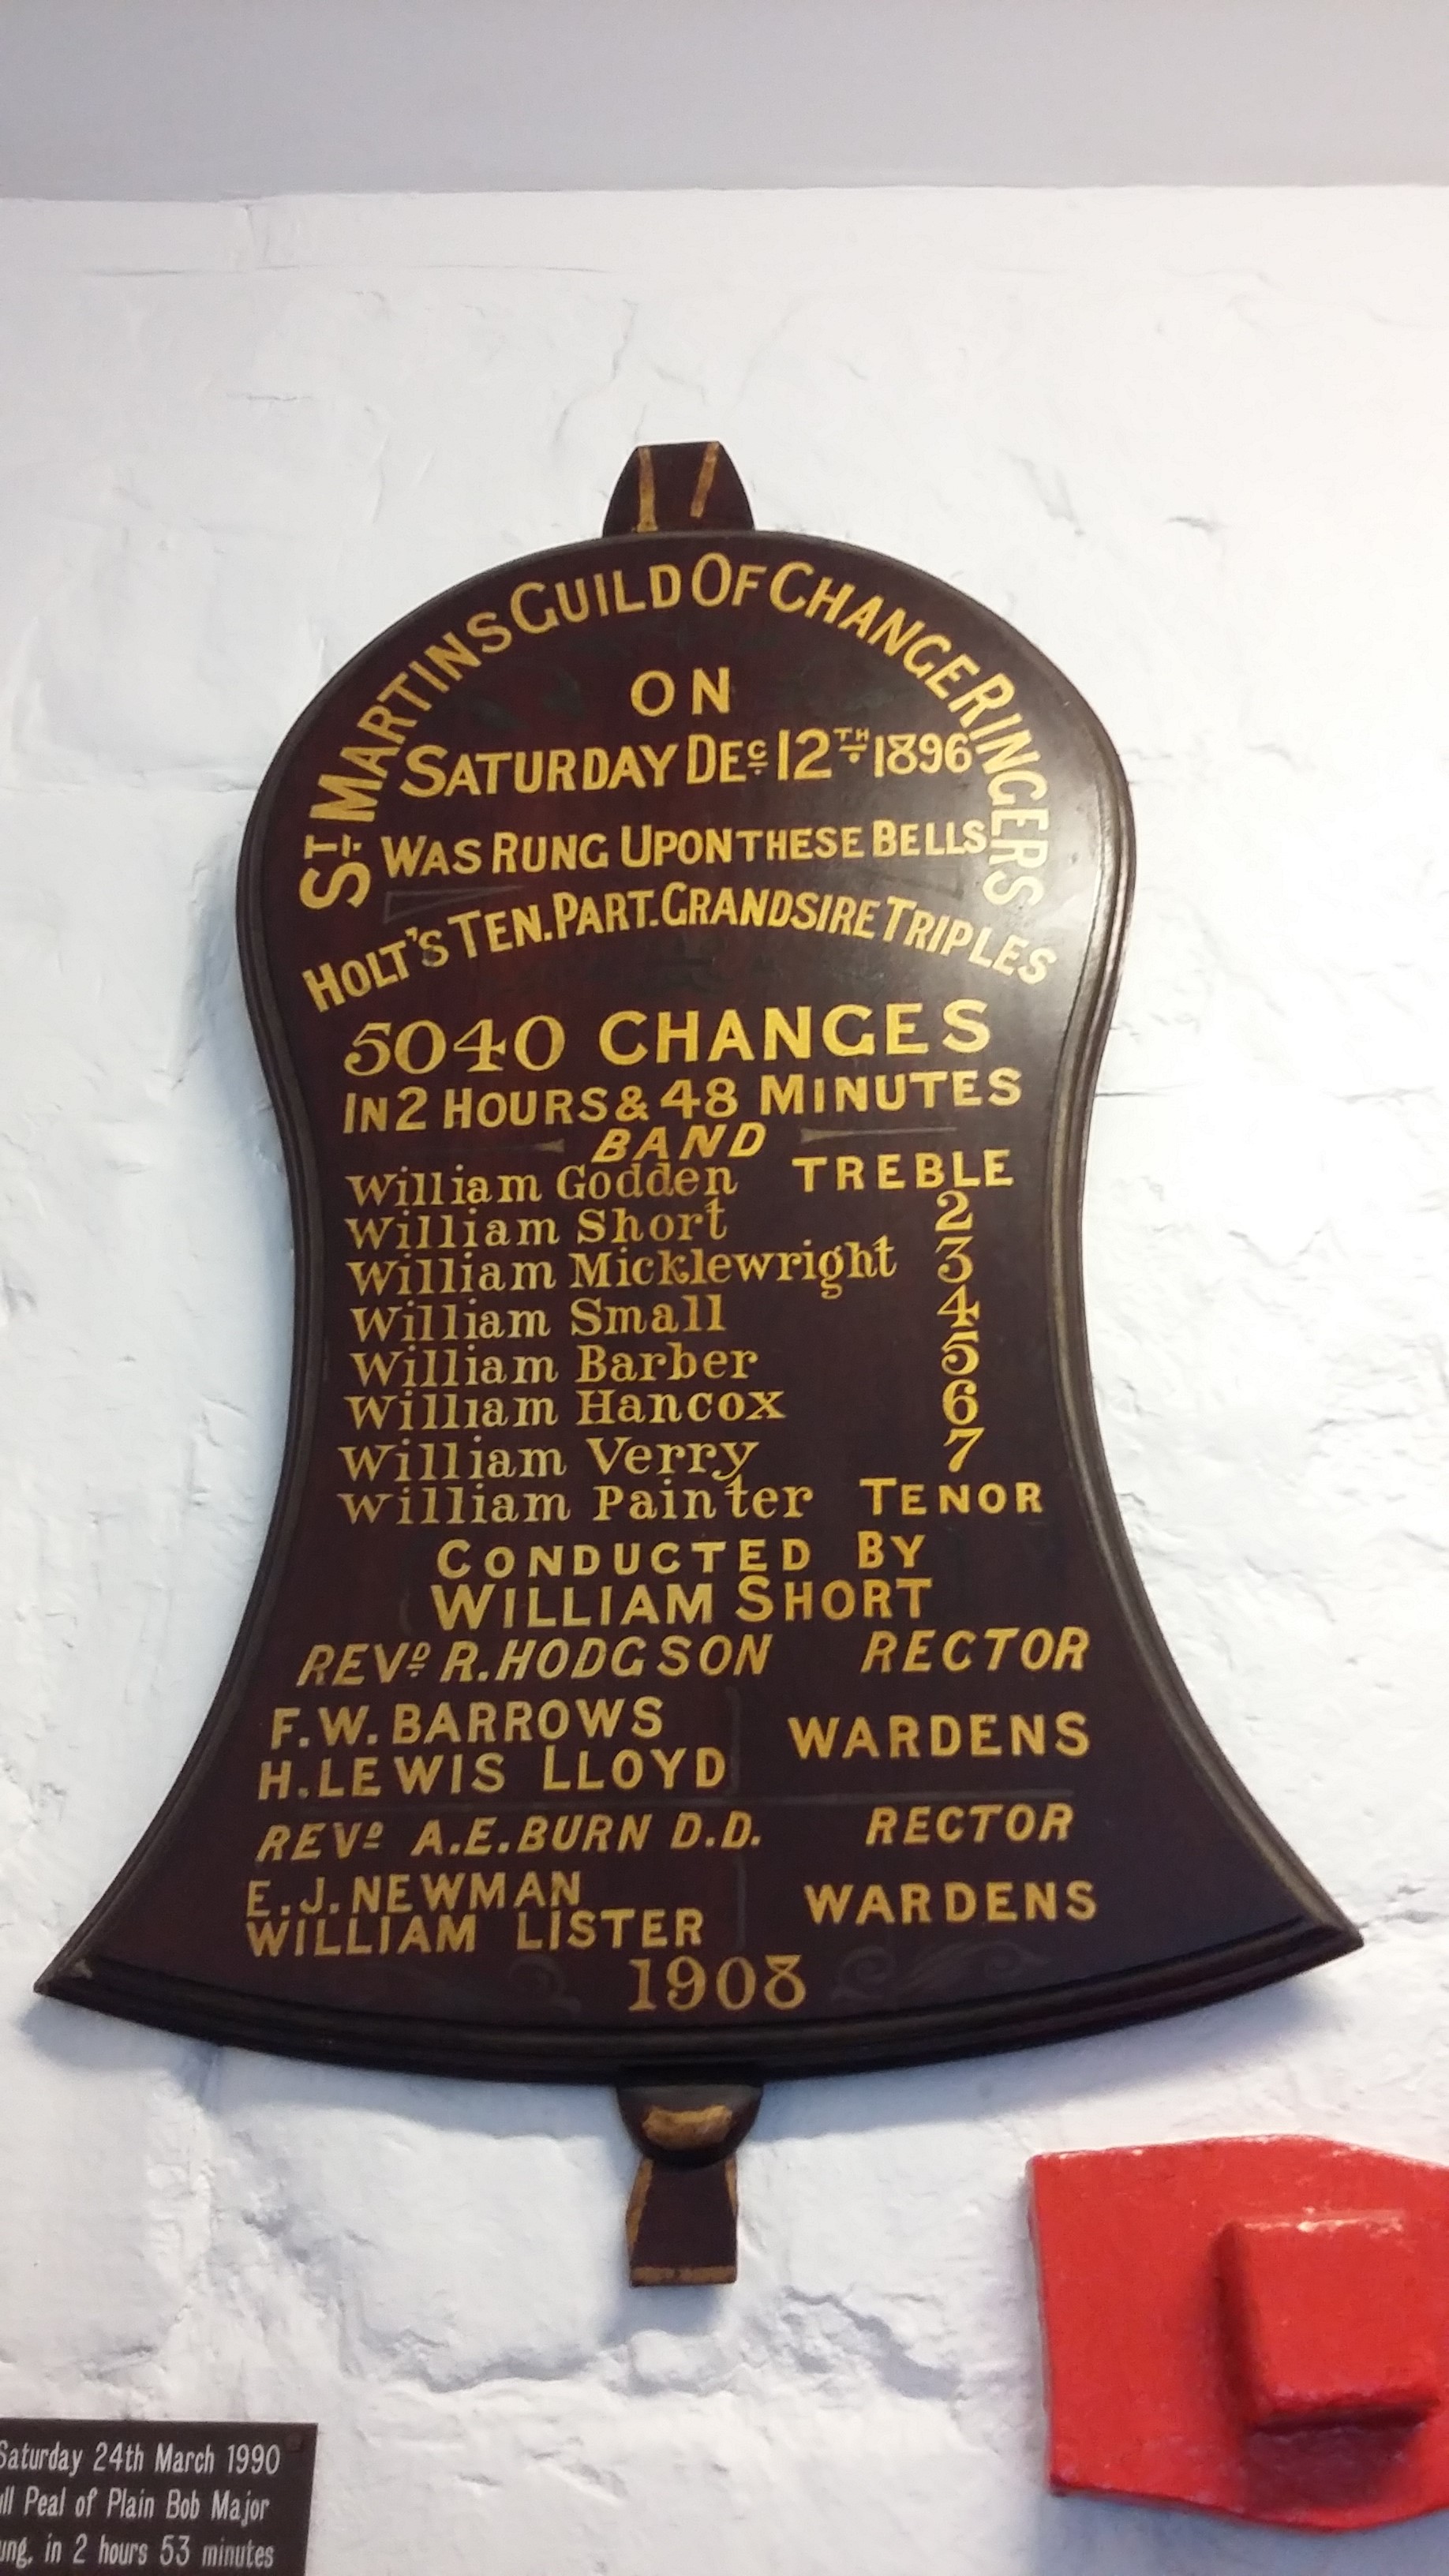 ST MARTINS GUILD OF CHANGE RINGERS
ON
SATURDAY DEC 12TH 1896
WAS RUNG UPON THESE BELLS
HOLT'S TEN.PART.GRANDSIRE TRIPLES
5040 CHANGES
IN 2 HOURS & 48 MINUTES
BAND
William Godden TREBLE
William Short 2
William Micklewright 3
William Small 4
William Barber 5
William Hancox 6
William Verry 7
William Painter TENOR
CONDUCTED BY
WILLIAM SHORT
REVD R.HODGSON RECTOR
F.W.BARROWS
H.LEWIS LLOYD WARDENS
REVD A.E.BURN D.D. RECTOR
E.J.NEWMAN
WILLIAM LISTER WARDENS
1908
Saturday 24th March 1990
Peal of Plain Bob Major
in 2 hours 53 minutes